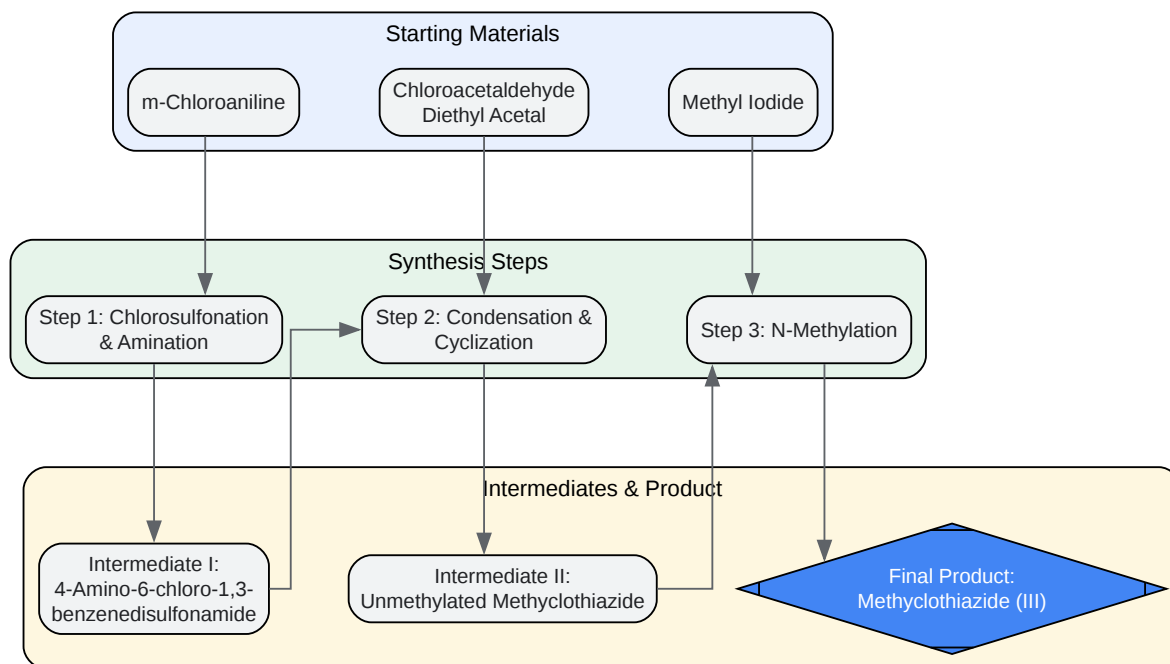 Starting Materials
m-Chloroaniline
Chloroacetaldehyde
Diethyl Acetal
Methyl Iodide
Synthesis Steps
Step 1: Chlorosulfonation
& Amination
Step 2: Condensation &
Cyclization
Step 3: N-Methylation
Intermediates & Product
Intermediate I:
4-Amino-6-chloro-1,3-
benzenedisulfonamide
Intermediate II:
Unmethylated Methyclothiazide
Final Product:
Methyclothiazide (III)